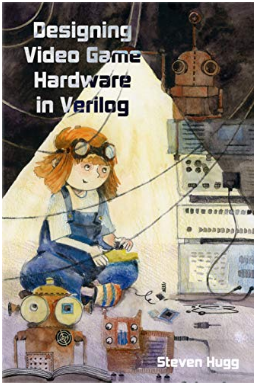 Designing
Video Game
Hardware
in Verilog
Steven Hugg